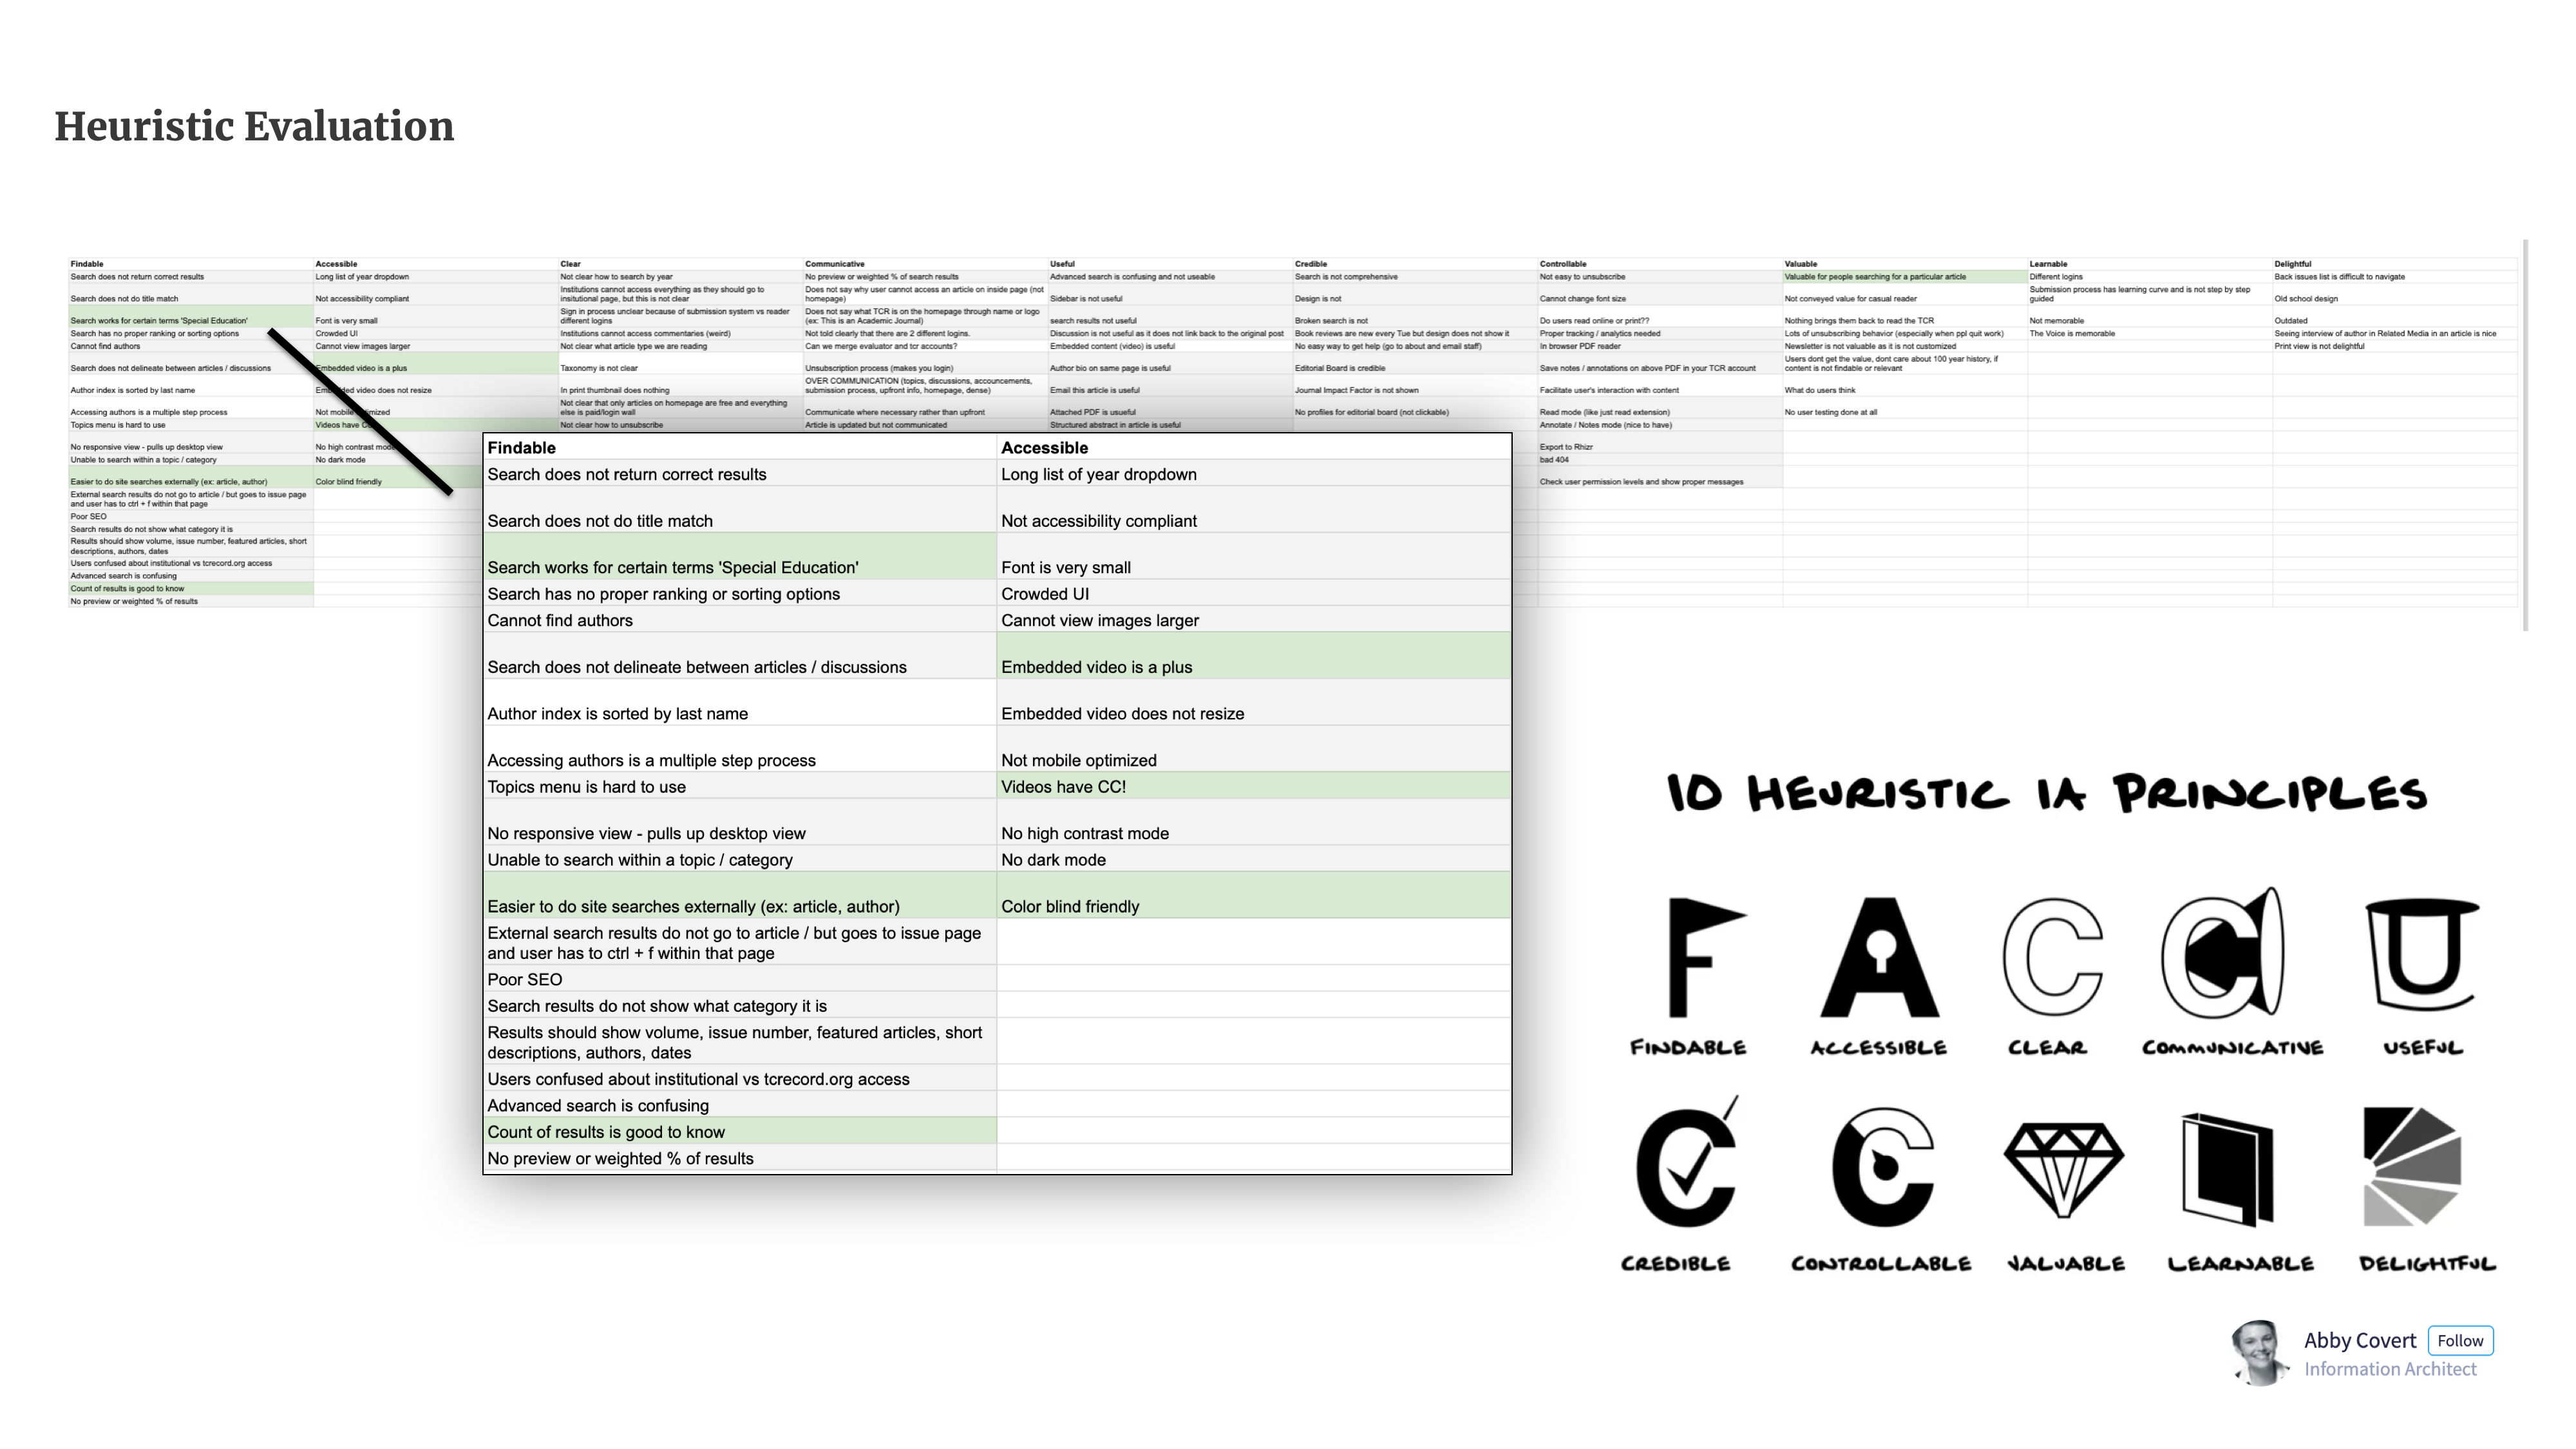 Heuristic Evaluation
Findable Accessible Clear Communicative Useful Credible Controllable Valuable Learnable Delightful
Search does not return correct results Long list of year dropdown Not clear how to search by year No preview or weighted % of search results Advanced search is confusing and not useable Search is not comprehensive Not easy to unsubscribe Valuable for people searching for a particular article Different logins Back issues list is difficult to navigate
Institutions cannot access everything as they should go to Does not say why user cannot access an article on inside page (not Submission process has learning curve and is not step by step
Search does not do title match Not accessibility compliant insitutional page, but this is not clear homepage) Sidebar is not useful Design is not Cannot change font size Not conveyed value for casual reader guided Old school design
Sign in process unclear because of submission system vs reader Does not say what TCR is on the homepage through name or logo
Search works for certain terms 'Special Education' Font is very small different logins (ex: This is an Academic Journal) search results not useful Broken search is not Do users read online or print?? Nothing brings them back to read the TCR Not memorable Outdated
Search has no proper ranking or sorting options Crowded UI Institutions cannot access commentaries (weird) Not told clearly that there are 2 different logins. Discussion is not useful as it does not link back to the original post Book reviews are new every Tue but design does not show it Proper tracking / analytics needed Lots of unsubscribing behavior (especially when ppl quit work) The Voice is memorable Seeing interview of author in Related Media in an article is nice
Cannot find authors Cannot view images larger Not clear what article type we are reading Can we merge evaluator and tcr accounts? Embedded content (video) is useful No easy way to get help (go to about and email staff) In browser PDF reader Newsletter is not valuable as it is not customized Print view is not delightful
Users dont get the value, dont care about 100 year history, if
Search does not delineate between articles / discussions Embedded video is a plus Taxonomy is not clear Unsubscription process (makes you login) Author bio on same page is useful Editorial Board is credible Save notes / annotations on above PDF in your TCR account content is not findable or relevant
OVER COMMUNICATION (topics, discussions, accouncements,
Author index is sorted by last name Embedded video does not resize In print thumbnail does nothing submission process, upfront info, homepage, dense) Email this article is useful Journal Impact Factor is not shown Facilitate user's interaction with content What do users think
Not clear that only articles on homepage are free and everything
Accessing authors is a multiple step process Not mobile optimized else is paid/login wall Communicate where necessary rather than upfront Attached PDF is usueful No profiles for editorial board (not clickable) Read mode (like just read extension) No user testing done at all
Topics menu is hard to use Videos have CC Not clear how to unsubscribe Article is updated but not communicated Structured abstract in article is useful Annotate / Notes mode (nice to have)
No responsive view - pulls up desktop view No high contrast mode Export to Rhizr
Unable to search within a topic / category No dark mode bad 404
Easier to do site searches externally (ex: article, author) Color blind friendly Check user permission levels and show proper messages
External search results do not go to article / but goes to issue page
and user has to ctrl + f within that page
Poor SEO
Search results do not show what category it is
Results should show volume, issue number, featured articles, short
descriptions, authors, dates
Users confused about institutional vs tcrecord.org access
Advanced search is confusing
Count of results is good to know
No preview or weighted % of results
Findable Accessible
Search does not return correct results Long list of year dropdown
Search does not do title match Not accessibility compliant
Search works for certain terms 'Special Education' Font is very small
Search has no proper ranking or sorting options Crowded UI
Cannot find authors Cannot view images larger
Search does not delineate between articles / discussions Embedded video is a plus
Author index is sorted by last name Embedded video does not resize
Accessing authors is a multiple step process Not mobile optimized
Topics menu is hard to use Videos have CC!
No responsive view - pulls up desktop view No high contrast mode
Unable to search within a topic / category No dark mode
Easier to do site searches externally (ex: article, author) Color blind friendly
External search results do not go to article / but goes to issue page
and user has to ctrl + f within that page
Poor SEO
Search results do not show what category it is
Results should show volume, issue number, featured articles, short
descriptions, authors, dates
Users confused about institutional vs tcrecord.org access
Advanced search is confusing
Count of results is good to know
No preview or weighted % of results
10 HEURISTIC IA PRINCIPLES
F A C C U
FINDABLE ACCESSIBLE CLEAR COMMUNICATIVE USEFUL
C C L
CREDIBLE CONTROLLABLE VALUABLE LEARNABLE DELIGHTFUL
Abby Covert Follow
Information Architect